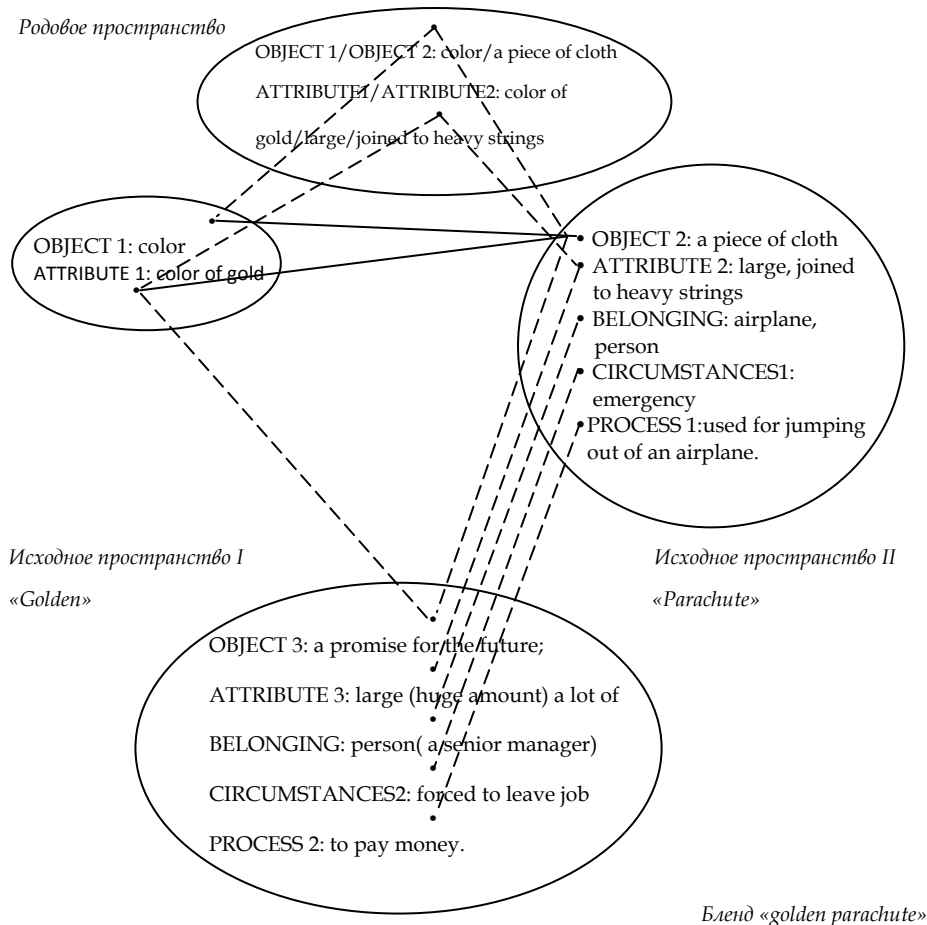 Родовое пространство
OBJECT 1/OBJECT 2: color/a piece of cloth
ATTRIBUTE1/ATTRIBUTE2: color of
gold/large/joined to heavy strings
OBJECT 1: color
ATTRIBUTE 1: color of gold
OBJECT 2: a piece of cloth
ATTRIBUTE 2: large, joined
to heavy strings
BELONGING: airplane,
person
CIRCUMSTANCES1:
emergency
PROCESS 1:used for jumping
out of an airplane.
Исходное пространство I
«Golden»
Исходное пространство II
«Parachute»
OBJECT 3: a promise for the future;
ATTRIBUTE 3: large (huge amount) a lot of
BELONGING: person( a senior manager)
CIRCUMSTANCES2: forced to leave job
PROCESS 2: to pay money.
Бленд «golden parachute»